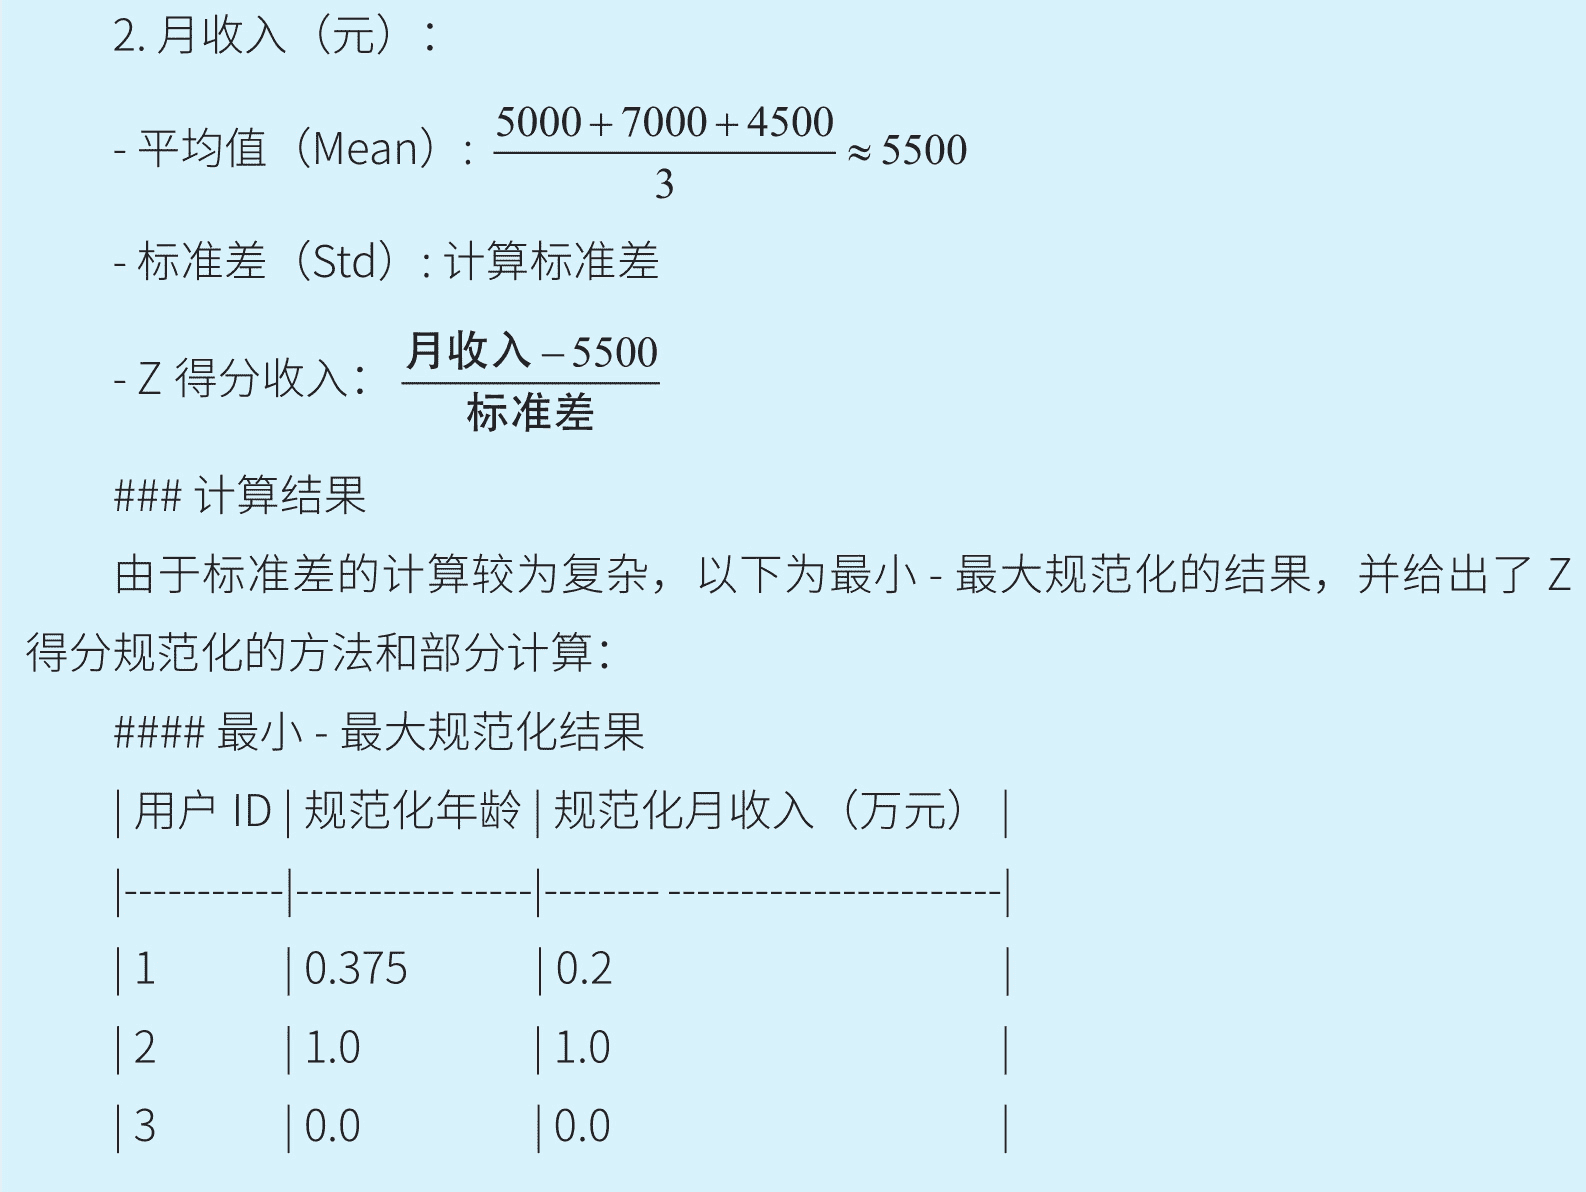 2. 月收入（元）：
- 平均值（Mean）: \frac{5000+7000+4500}{3} ≈ 5500
- 标准差（Std）: 计算标准差
- Z 得分收入： \frac{月收入 – 5500}{标准差}
### 计算结果
由于标准差的计算较为复杂，以下为最小 - 最大规范化的结果，并给出了 Z
得分规范化的方法和部分计算：
#### 最小 - 最大规范化结果
| 用户 ID | 规范化年龄 | 规范化月收入（万元） |
|-----------|----------------|-------------------------------|
| 1 | 0.375 | 0.2 |
| 2 | 1.0 | 1.0 |
| 3 | 0.0 | 0.0 |